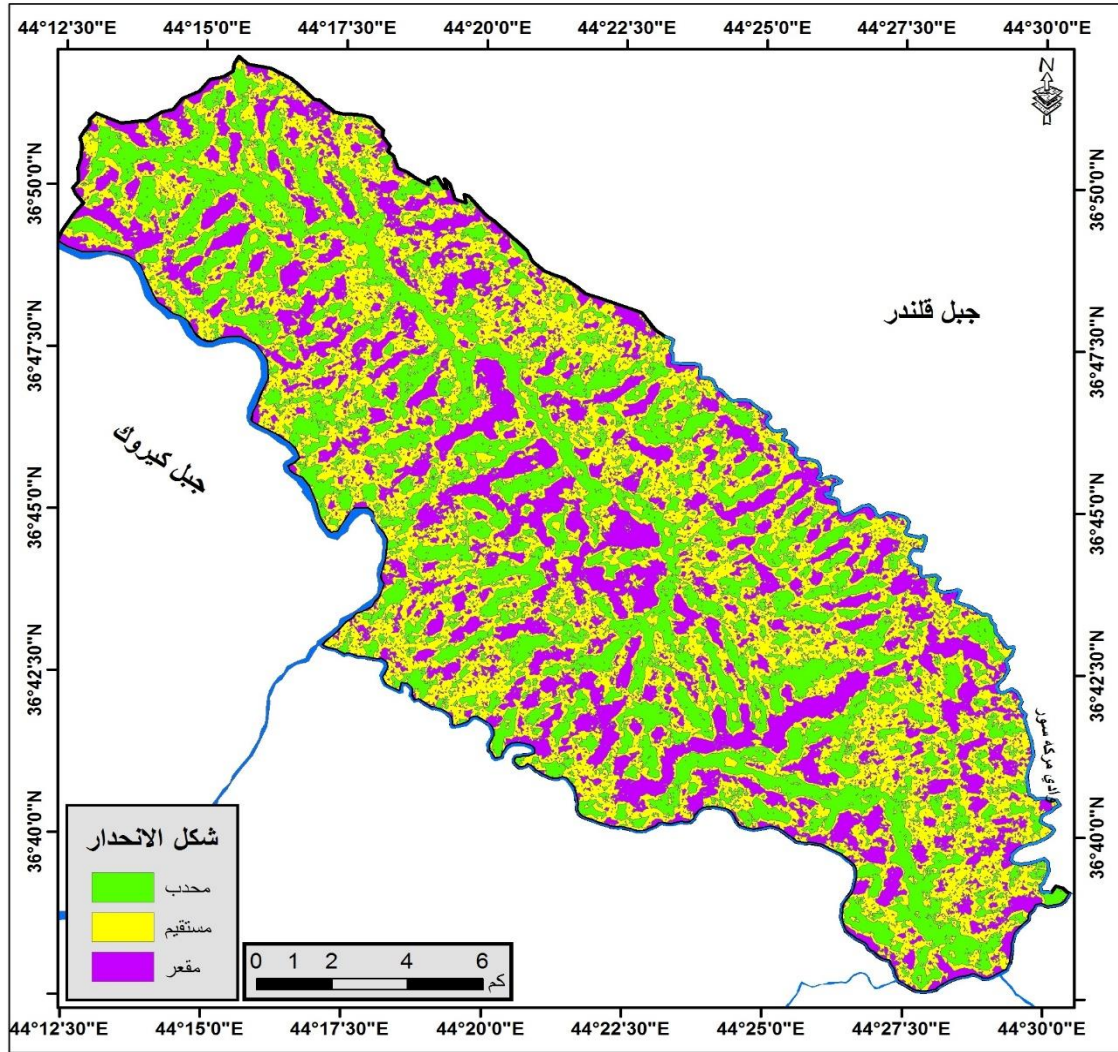 44°12'30"E 44°15'0"E 44°17'30"E 44°20'0"E 44°22'30"E 44°25'0"E 44°27'30"E 44°30'0"E
N
36°50'0"N 36°50'0"N
جبل قلندر
36°47'30"N 36°47'30"N
جبل كيروك
36°45'0"N 36°45'0"N
36°42'30"N 36°42'30"N
وادي مركه سور
36°40'0"N 36°40'0"N
شكل الانحدار
محدب
مستقيم
مقعر
0 1 2 4 6
كم
44°12'30"E 44°15'0"E 44°17'30"E 44°20'0"E 44°22'30"E 44°25'0"E 44°27'30"E 44°30'0"E